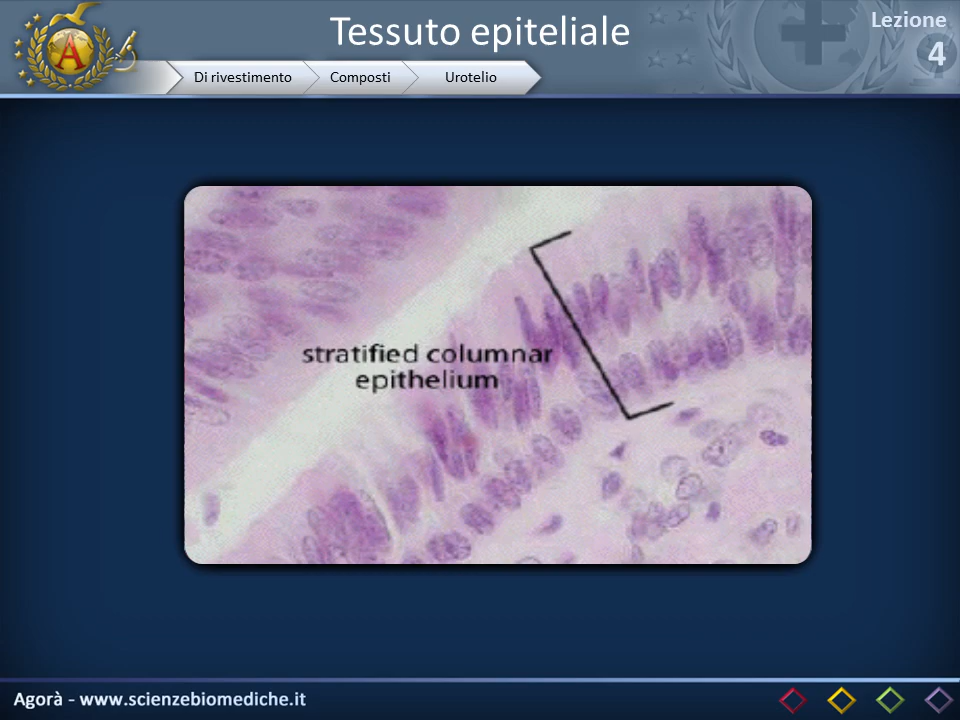 Tessuto epiteliale
Lezione
4
A
Di rivestimento
Composti
Urotelio
stratified columnar
epithelium
Agorà - www.scienzebiomediche.it